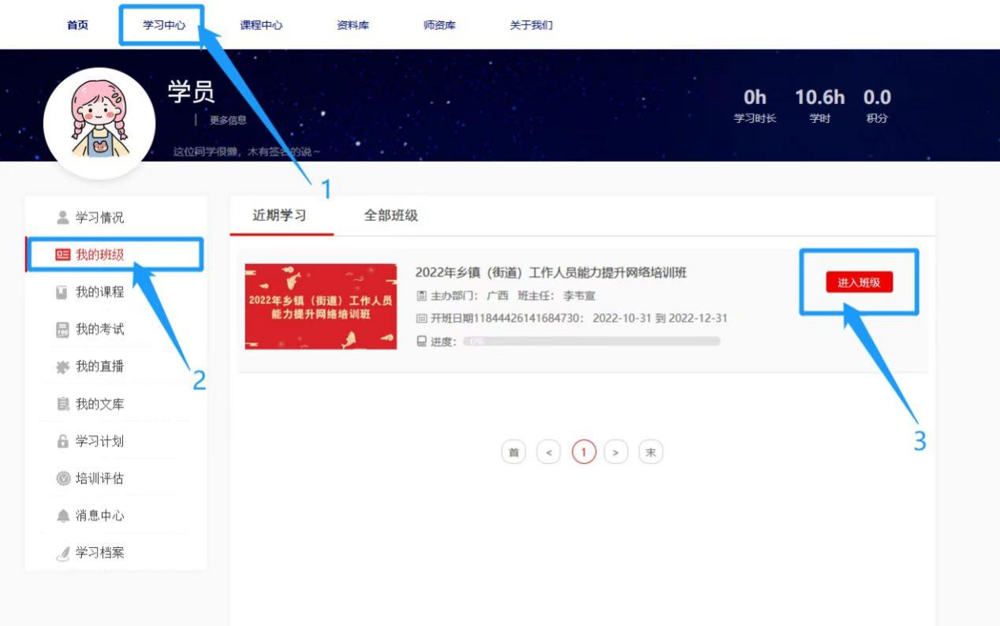 首页 学习中心 课程中心 资料库 师资库 关于我们
学员
更多信息
这位同学很懒，木有签名的说~
0h 10.6h 0.0
学习时长 学时 积分
1
学习情况
我的班级
我的课程
我的考试
我的直播
我的文库
学习计划
培训评估
消息中心
学习档案
2
近期学习 全部班级
2022年乡镇（街道）工作人员
能力提升网络培训班
2022年乡镇（街道）工作人员能力提升网络培训班
主办部门： 广西 班主任： 李韦宣
开班日期11844426141684730： 2022-10-31 到 2022-12-31
进度： 0%
进入班级
3
首 < 1 > 末